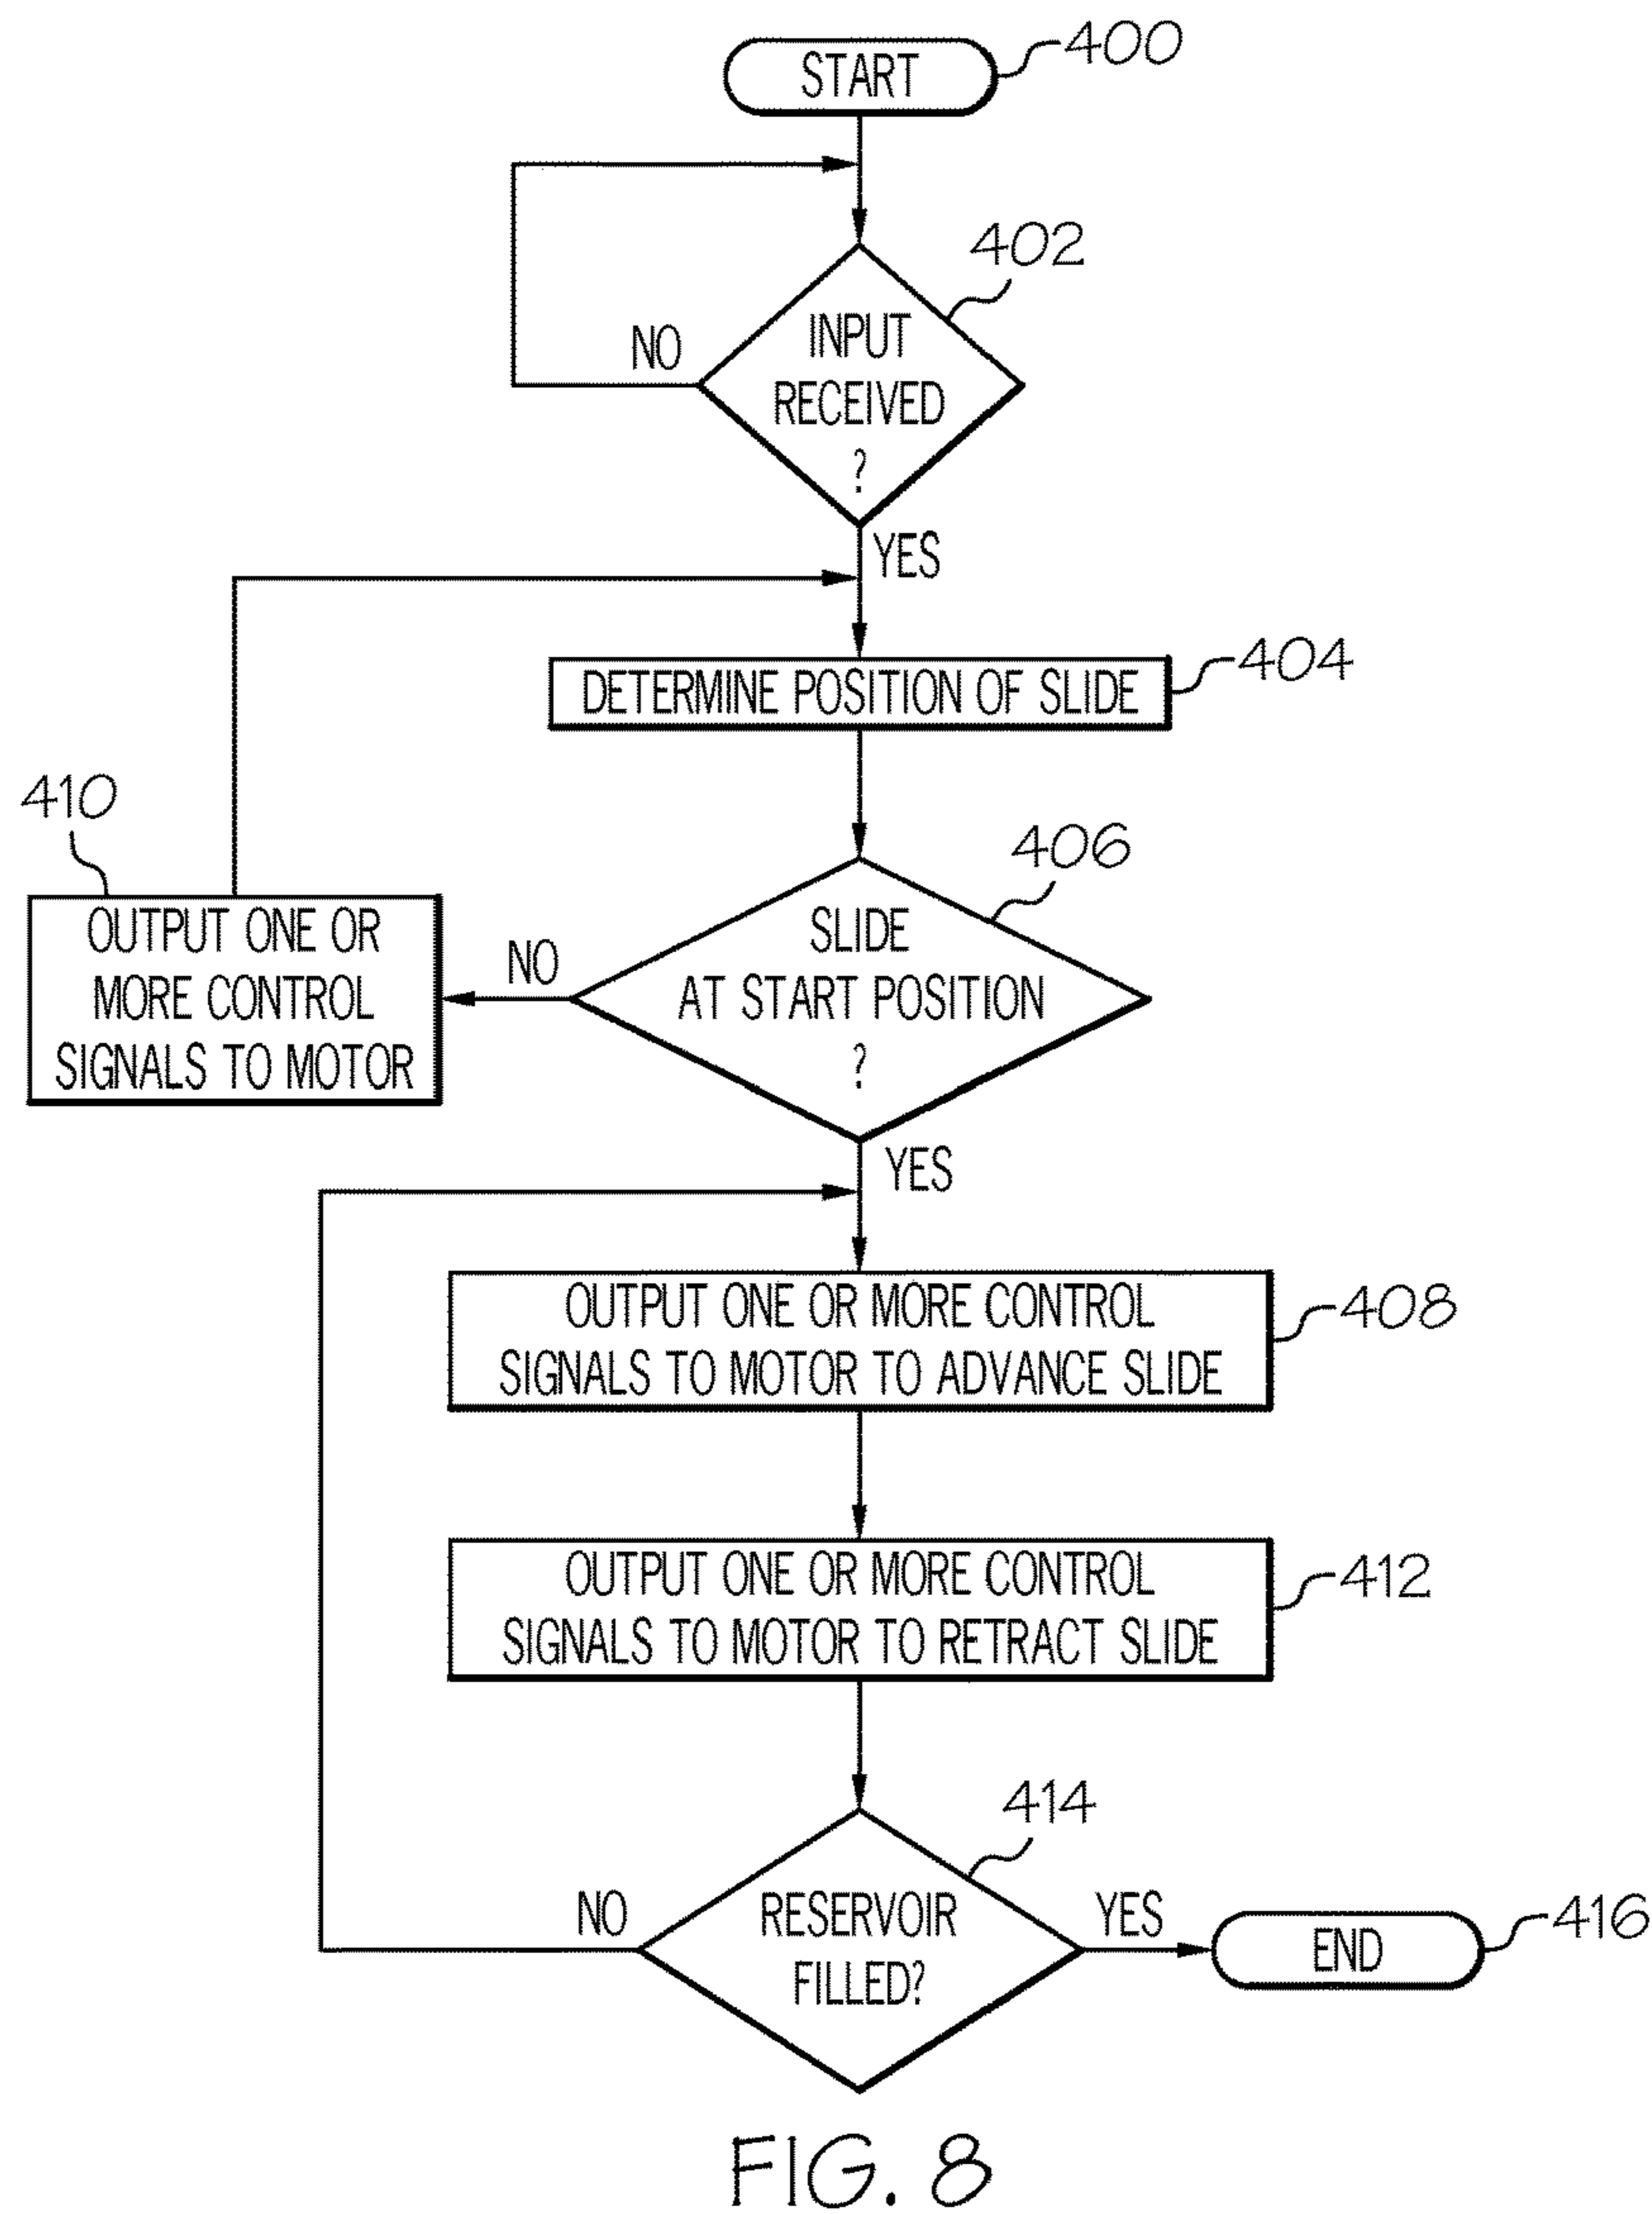 START
400
402
INPUT
RECEIVED
?
NO
YES
DETERMINE POSITION OF SLIDE
404
410
OUTPUT ONE OR
MORE CONTROL
SIGNALS TO MOTOR
406
SLIDE
AT START POSITION
?
NO
YES
OUTPUT ONE OR MORE CONTROL
SIGNALS TO MOTOR TO ADVANCE SLIDE
408
OUTPUT ONE OR MORE CONTROL
SIGNALS TO MOTOR TO RETRACT SLIDE
412
414
RESERVOIR
FILLED?
NO
YES
END
416
FIG. 8